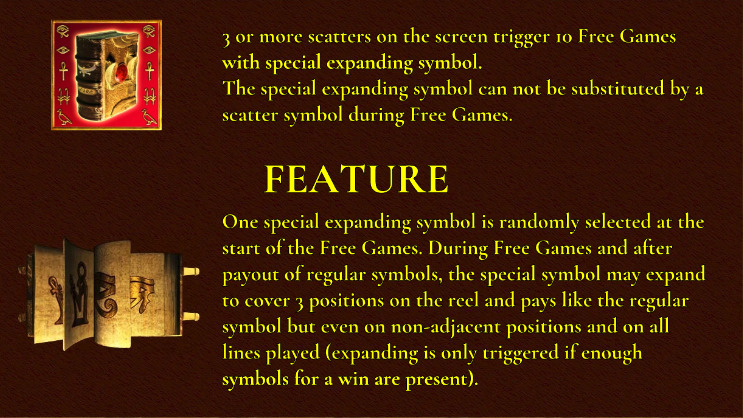 3 or more scatters on the screen trigger 10 Free Games
with special expanding symbol.
The special expanding symbol can not be substituted by a
scatter symbol during Free Games.
FEATURE
One special expanding symbol is randomly selected at the
start of the Free Games. During Free Games and after
payout of regular symbols, the special symbol may expand
to cover 3 positions on the reel and pays like the regular
symbol but even on non-adjacent positions and on all
lines played (expanding is only triggered if enough
symbols for a win are present).